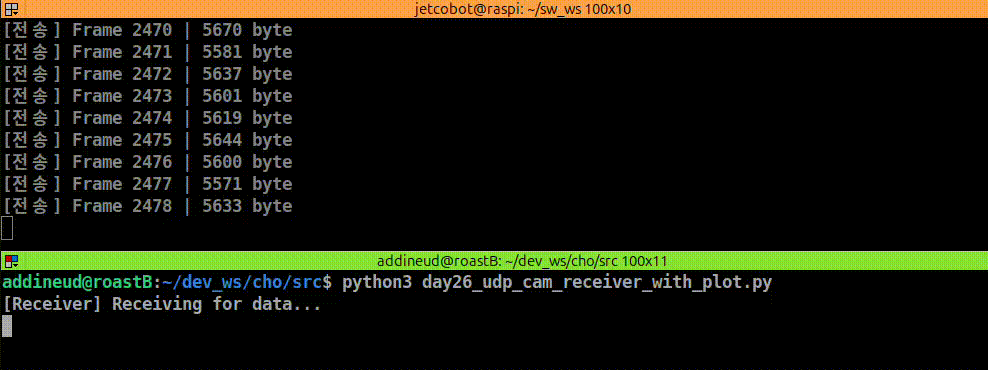 jetcobot@raspi: ~/sw_ws 100x10
[전송] Frame 2470 | 5670 byte
[전송] Frame 2471 | 5581 byte
[전송] Frame 2472 | 5637 byte
[전송] Frame 2473 | 5601 byte
[전송] Frame 2474 | 5619 byte
[전송] Frame 2475 | 5644 byte
[전송] Frame 2476 | 5600 byte
[전송] Frame 2477 | 5571 byte
[전송] Frame 2478 | 5633 byte
addineud@roastB: ~/dev_ws/cho/src 100x11
addineud@roastB:~/dev_ws/cho/src$ python3 day26_udp_cam_receiver_with_plot.py
[Receiver] Receiving for data...